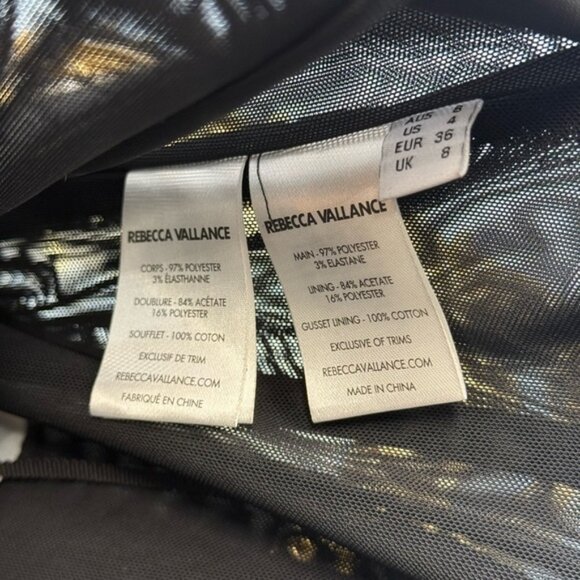 REBECCA VALLANCE
CORPS - 97% POLYESTER
3% ÉLASTHANNE
DOUBLURE - 84% ACÉTATE
16% POLYESTER
SOUFFLET - 100% COTON
EXCLUSIF DE TRIM
REBECCAVALLANCE.COM
FABRIQUÉ EN CHINE
AUS 8
US 4
EUR 36
UK 8
REBECCA VALLANCE
MAIN - 97% POLYESTER
3% ELASTANE
LINING - 84% ACETATE
16% POLYESTER
GUSSET LINING - 100% COTTON
EXCLUSIVE OF TRIMS
REBECCAVALLANCE.COM
MADE IN CHINA